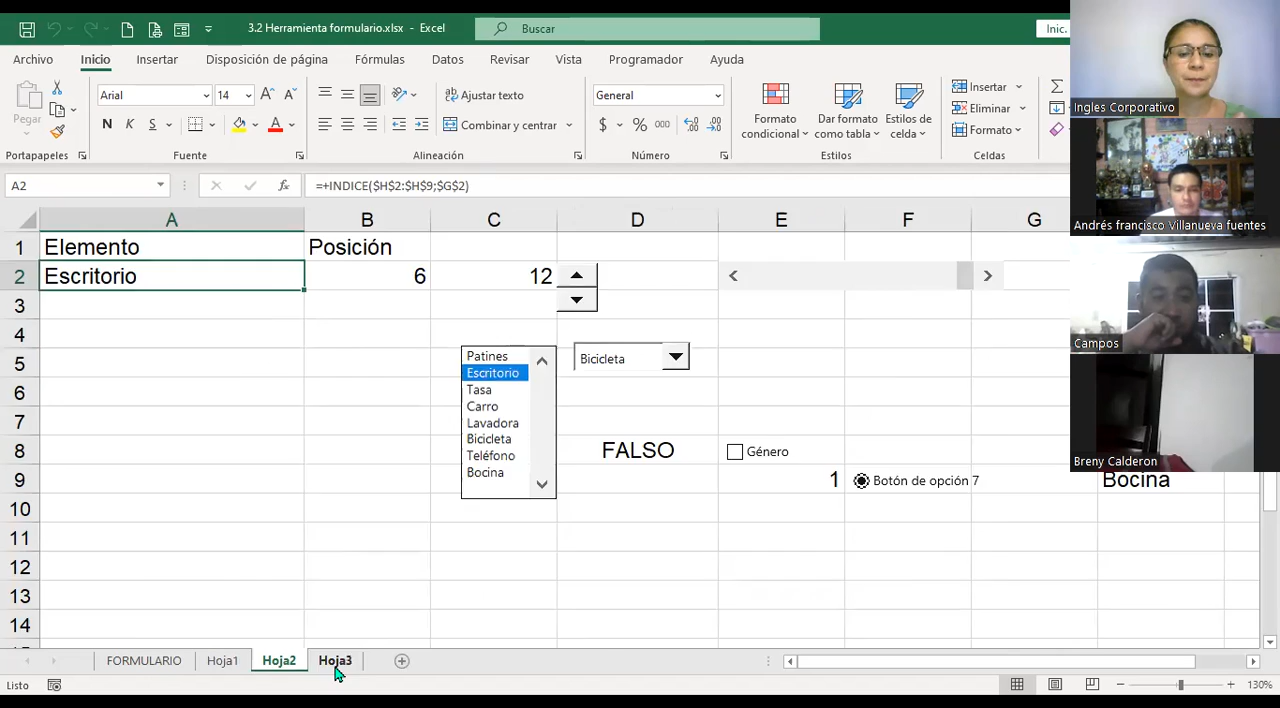 3.2 Herramienta formulario.xlsx - Excel
Buscar
Inic.
Archivo Inicio Insertar Disposición de página Fórmulas Datos Revisar Vista Programador Ayuda
Pegar
Arial 14
N K S
Ajustar texto
Combinar y centrar
General
$ % 000
Formato condicional
Dar formato como tabla
Estilos de celda
Insertar
Eliminar
Formato
Portapapeles Fuente Alineación Número Estilos Celdas
A2 fx =+INDICE($H$2:$H$9;$G$2)
A B C D E F G
1 Elemento Posición
2 Escritorio 6 12
3
4
5
6
7
8
9
10
11
12
13
14
Patines
Escritorio
Tasa
Carro
Lavadora
Bicicleta
Teléfono
Bocina
Bicicleta
FALSO Género
1 Botón de opción 7 Bocina
FORMULARIO Hoja1 Hoja2 Hoja3
Listo 130%
Ingles Corporativo
Andrés francisco Villanueva fuentes
Campos
Breny Calderon